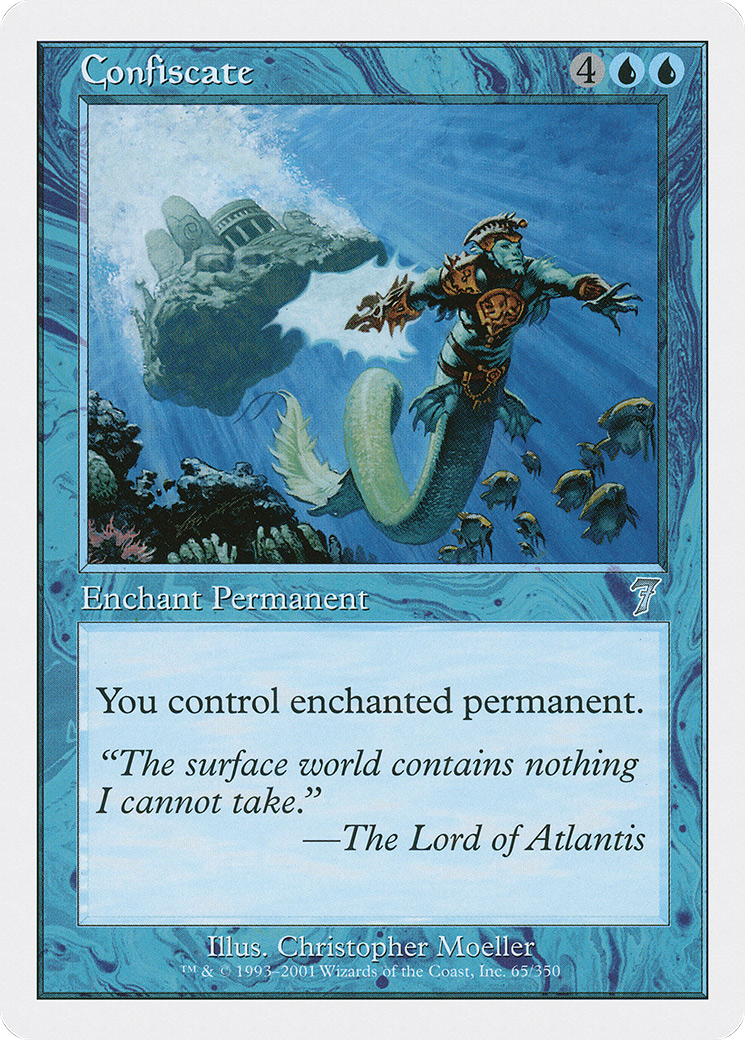 Confiscate 4
Enchant Permanent 7
You control enchanted permanent.
“The surface world contains nothing
I cannot take.”
—The Lord of Atlantis
Illus. Christopher Moeller
™ & © 1993–2001 Wizards of the Coast, Inc. 65/350